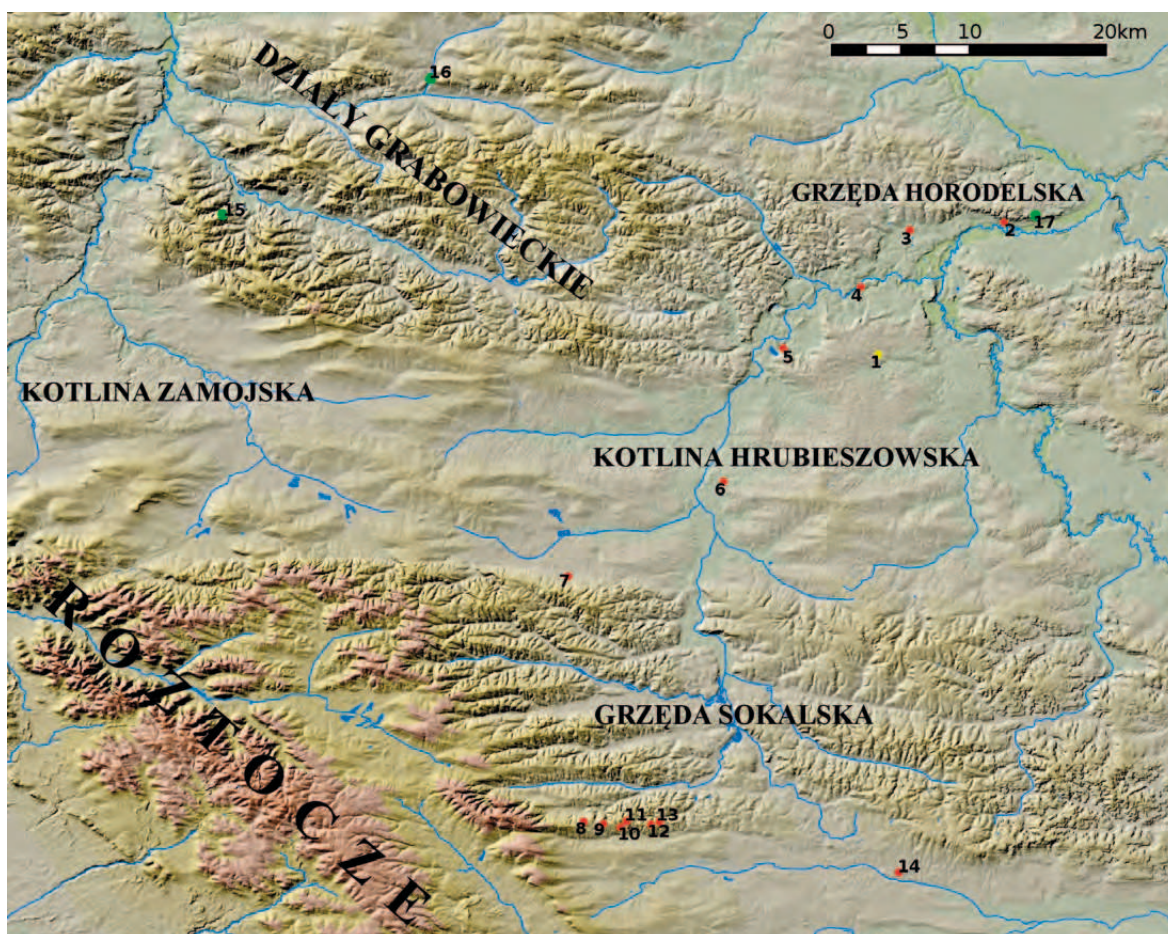 0 5 10 20km
16
DZIAŁY GRABOWIECKIE
15
GRZĘDA HORODELSKA
17
2
3
4
5
1
KOTLINA ZAMOJSKA
KOTLINA HRUBIESZOWSKA
6
7
ROZTOCZE
GRZĘDA SOKALSKA
8 9 11 13
10 12
14